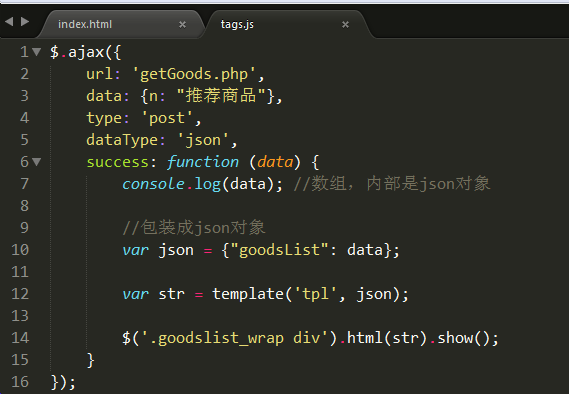 index.html × tags.js ×
1 $.ajax({
2     url: 'getGoods.php',
3     data: {n: "推荐商品"},
4     type: 'post',
5     dataType: 'json',
6     success: function (data) {
7         console.log(data); //数组，内部是json对象
8
9         //包装成json对象
10         var json = {"goodsList": data};
11
12         var str = template('tpl', json);
13
14         $('.goodslist_wrap div').html(str).show();
15     }
16 });